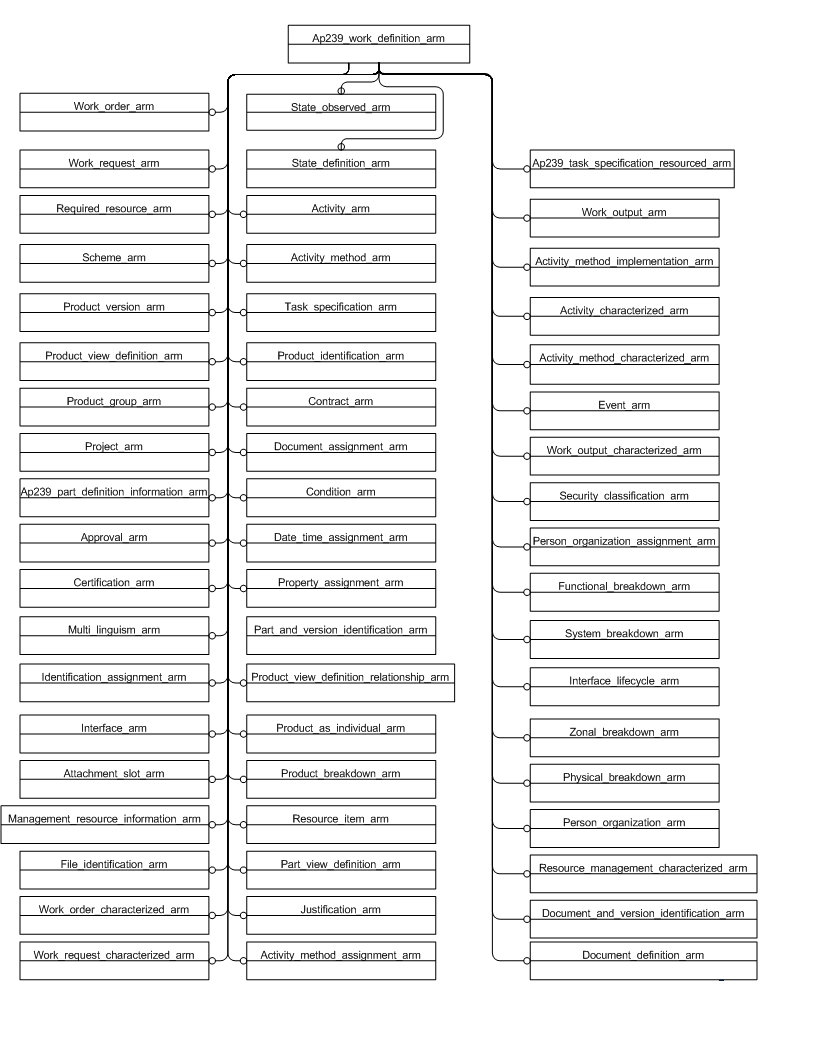 Ap239_work_definition_arm
Work_order_arm
State_observed_arm
Work_request_arm
State_definition_arm
Ap239_task_specification_resourced_arm
Required_resource_arm
Activity_arm
Work_output_arm
Scheme_arm
Activity_method_arm
Activity_method_implementation_arm
Product_version_arm
Task_specification_arm
Activity_characterized_arm
Product_view_definition_arm
Product_identification_arm
Activity_method_characterized_arm
Product_group_arm
Contract_arm
Event_arm
Project_arm
Document_assignment_arm
Work_output_characterized_arm
Ap239_part_definition_information_arm
Condition_arm
Security_classification_arm
Approval_arm
Date_time_assignment_arm
Person_organization_assignment_arm
Certification_arm
Property_assignment_arm
Functional_breakdown_arm
Multi_linguism_arm
Part_and_version_identification_arm
System_breakdown_arm
Identification_assignment_arm
Product_view_definition_relationship_arm
Interface_lifecycle_arm
Interface_arm
Product_as_individual_arm
Zonal_breakdown_arm
Attachment_slot_arm
Product_breakdown_arm
Physical_breakdown_arm
Management_resource_information_arm
Resource_item_arm
Person_organization_arm
File_identification_arm
Part_view_definition_arm
Resource_management_characterized_arm
Work_order_characterized_arm
Justification_arm
Document_and_version_identification_arm
Work_request_characterized_arm
Activity_method_assignment_arm
Document_definition_arm